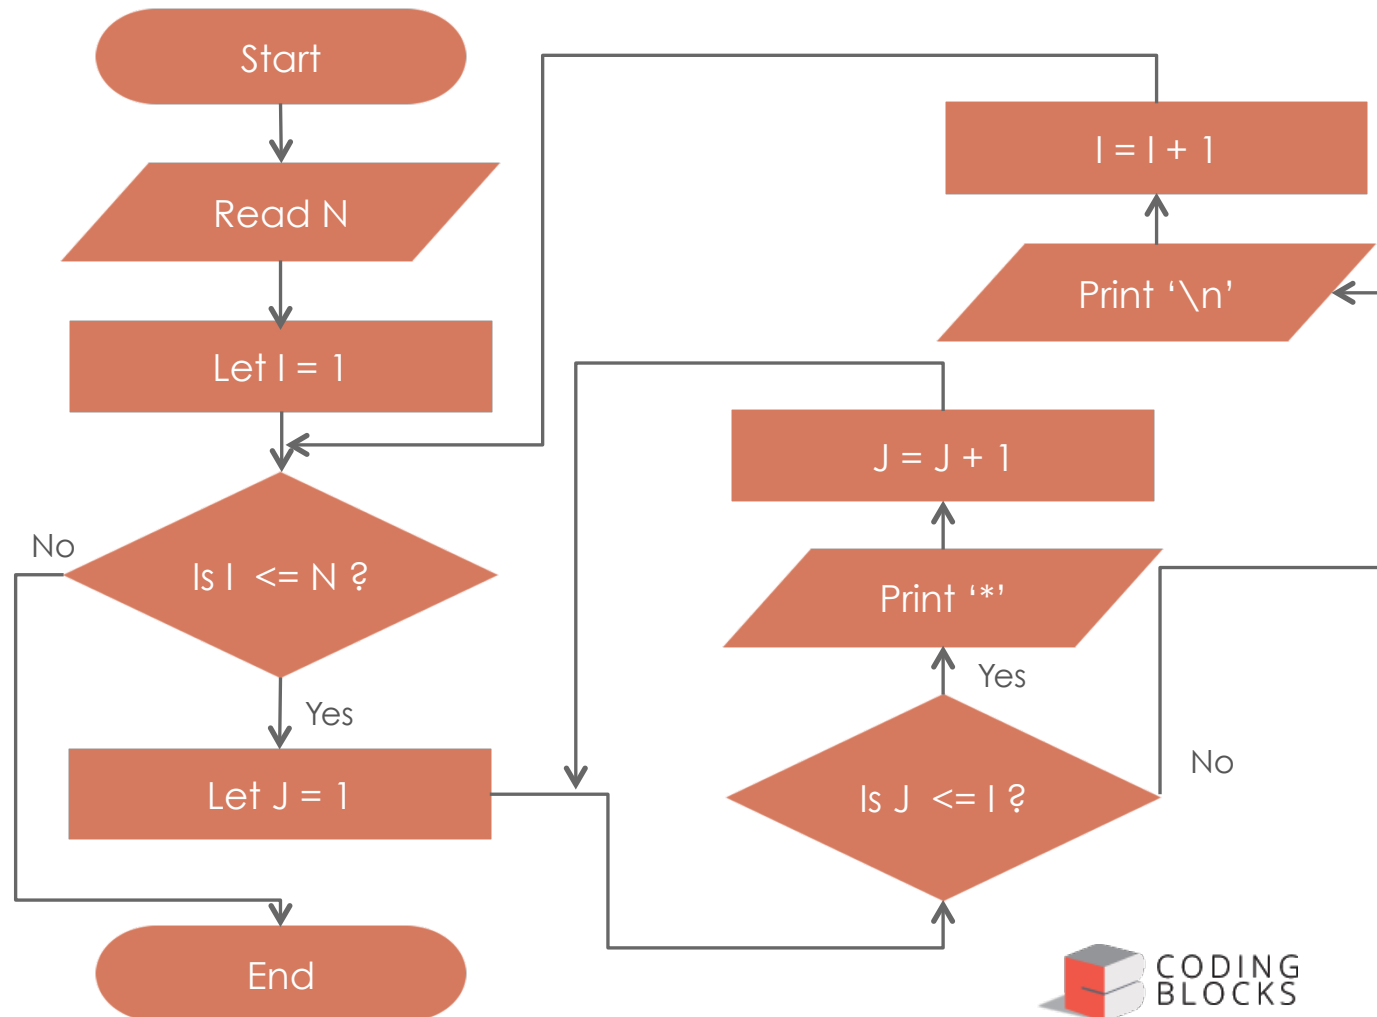 Start
Read N
Let I = 1
Is I <= N ?
No
Yes
Let J = 1
End
I = I + 1
Print ‘\n’
J = J + 1
Print ‘*’
Yes
Is J <= I ?
No
CODING
BLOCKS